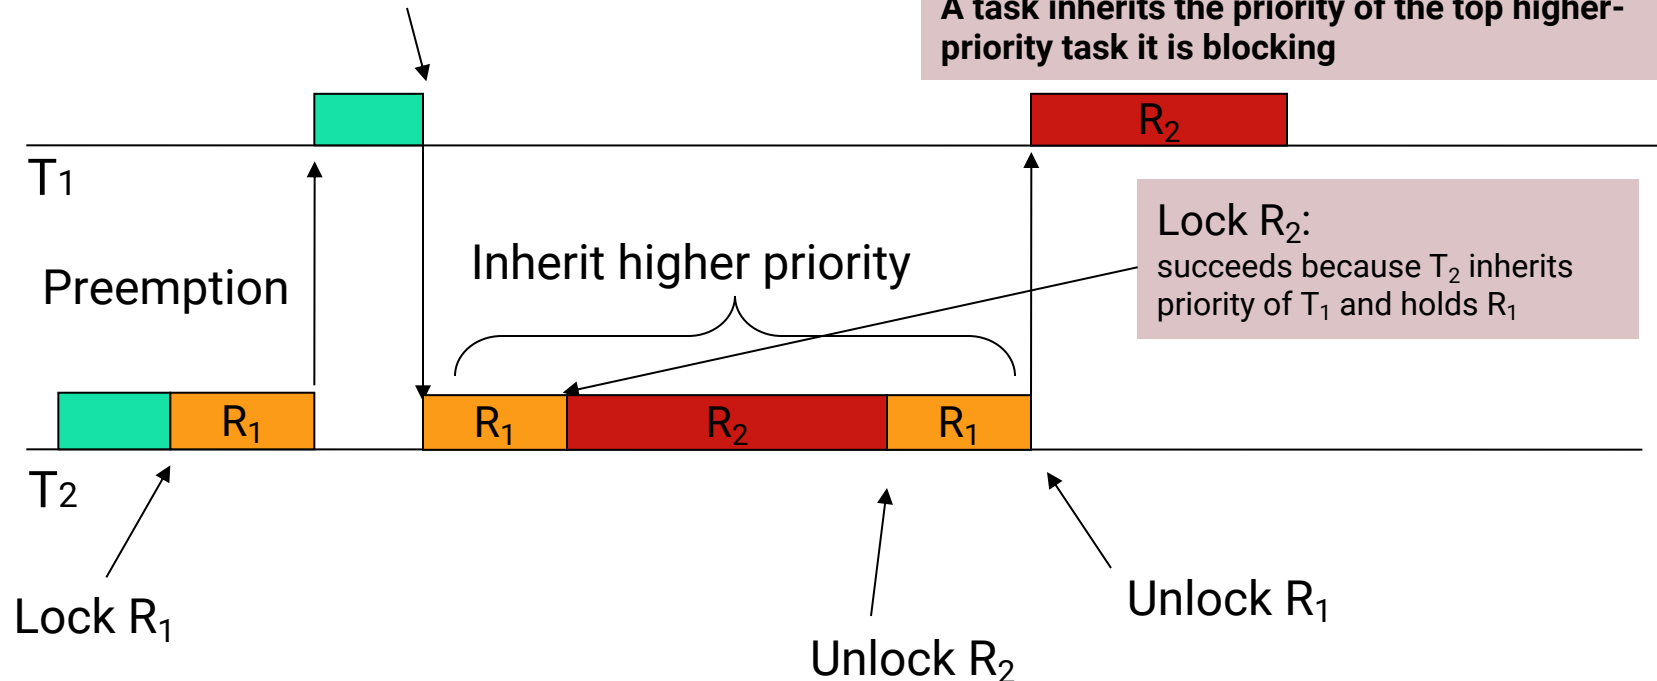 A task inherits the priority of the top higher-
priority task it is blocking
R₂
T1
Lock R₂:
succeeds because T₂ inherits
priority of T₁ and holds R₁
Inherit higher priority
Preemption
R₁
R₁
R₂
R₁
T2
Lock R₁
Unlock R₁
Unlock R₂